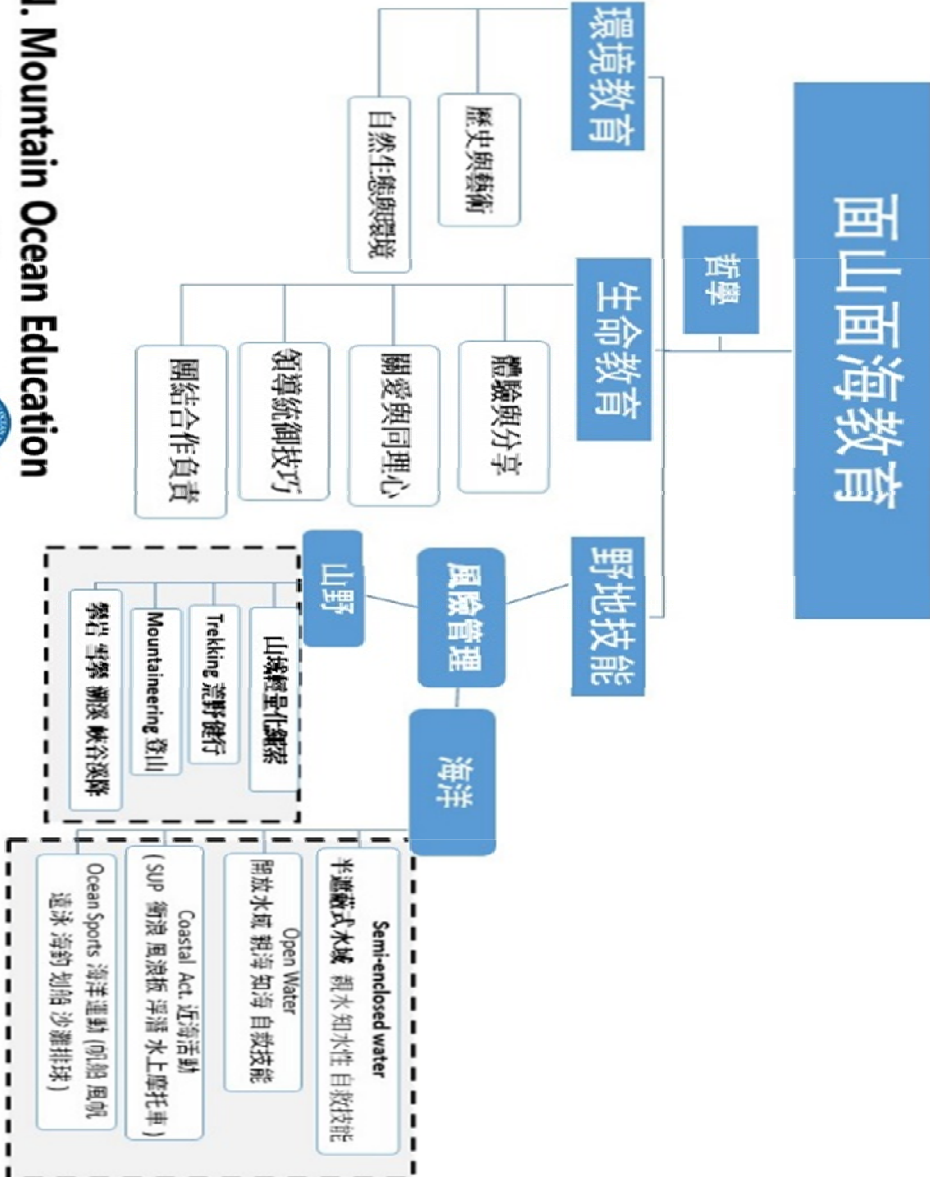 面山面海教育
哲學
環境教育
歷史與藝術
自然生態與環境
生命教育
體驗與分享
關愛與同理心
領導統御技巧
團結合作負責
野地技能
風險管理
山野
山域輕量化繩索
Trekking 荒野健行
Mountaineering 登山
攀岩 雪攀 溯溪 峽谷溪降
海洋
Semi-enclosed water
半遮蔽式水域 親水 知水性 自救技能
Open Water
開放水域 親海 知海 自救技能
Coastal Act. 近海活動
( SUP 衝浪 風浪板 浮潛 水上摩托車 )
Ocean Sports 海洋運動 (帆船 風帆
遠泳 海釣 划船 沙灘排球 )
. Mountain Ocean Education